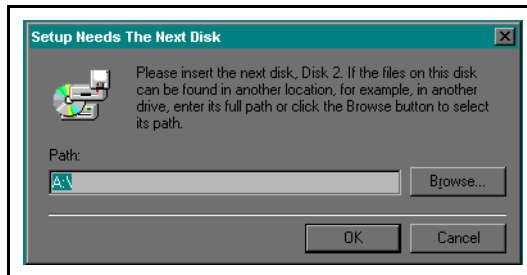 Setup Needs The Next Disk
Please insert the next disk, Disk 2. If the files on this disk
can be found in another location, for example, in another
drive, enter its full path or click the Browse button to select
its path.
Path:
A:\
Browse...
OK
Cancel